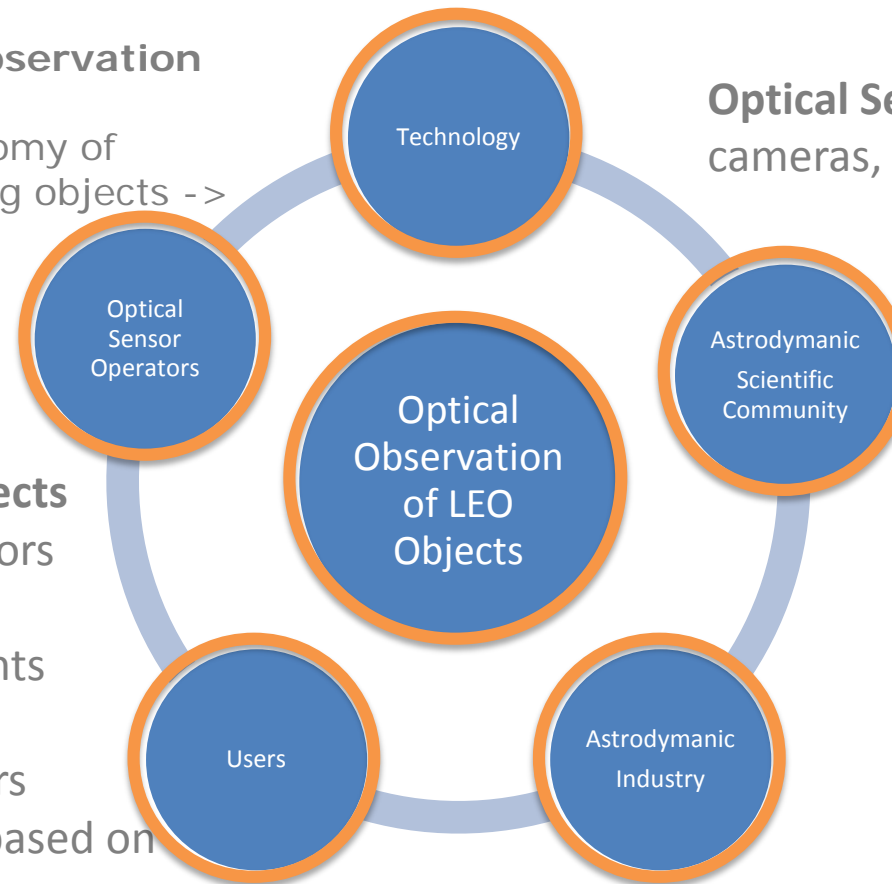 bservation
omy of
g objects ->
Technology
Optical Se
cameras,
Optical
Sensor
Operators
Astrodymanic
Scientific
Community
Optical
Observation
of LEO
Objects
ects
ors
nts
rs
based on
Users
Astrodymanic
Industry